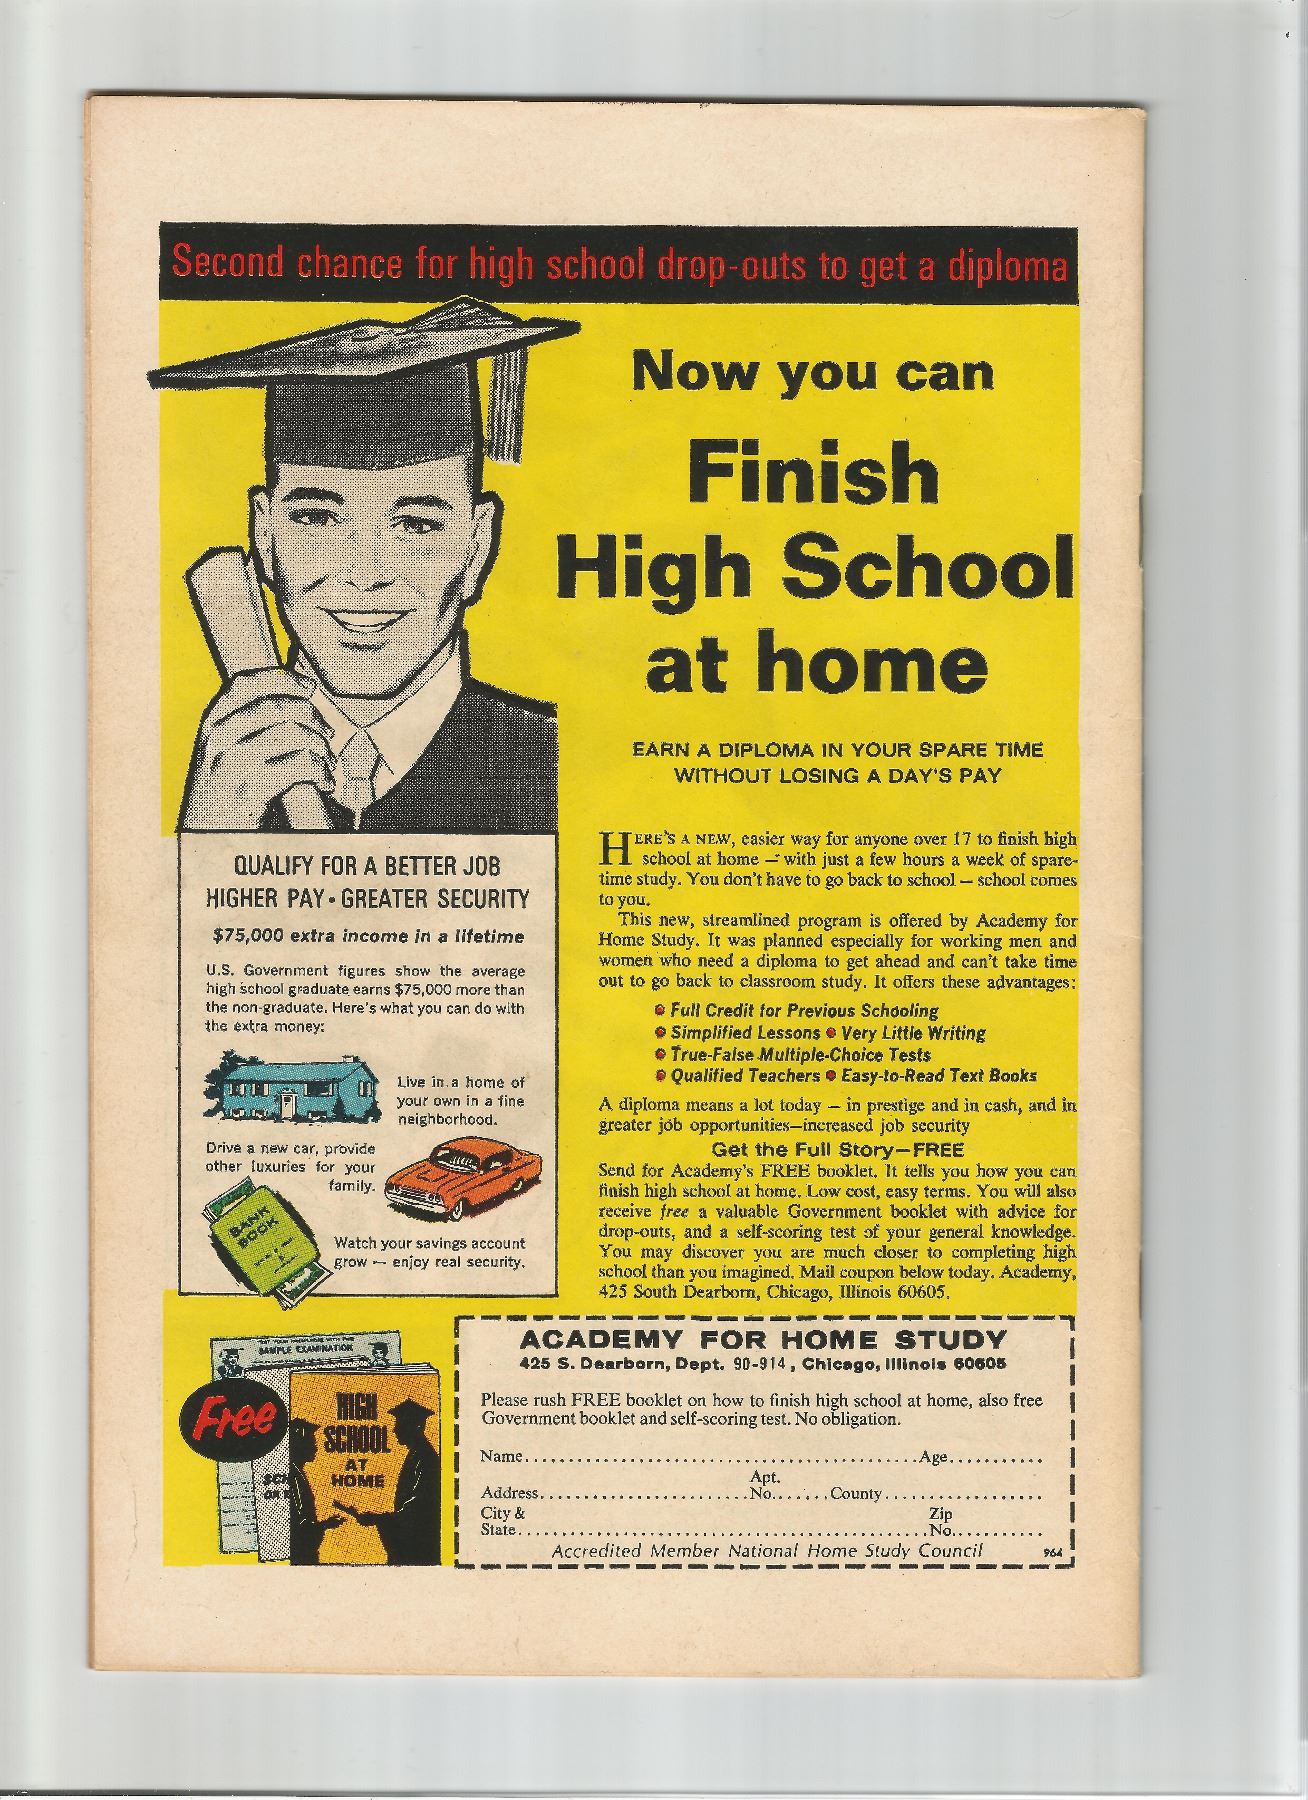 Second chance for high school drop-outs to get a diploma
Now you can
Finish
High School
at home
EARN A DIPLOMA IN YOUR SPARE TIME
WITHOUT LOSING A DAY'S PAY
QUALIFY FOR A BETTER JOB
HIGHER PAY • GREATER SECURITY
$75,000 extra income in a lifetime
U.S. Government figures show the average
high school graduate earns $75,000 more than
the non-graduate. Here's what you can do with
the extra money:
Live in a home of
your own in a fine
neighborhood.
Drive a new car, provide
other luxuries for your
family.
BANK
BOOK
Watch your savings account
grow — enjoy real security.
HERE'S A NEW, easier way for anyone over 17 to finish high
school at home — with just a few hours a week of spare-
time study. You don't have to go back to school — school comes
to you.
This new, streamlined program is offered by Academy for
Home Study. It was planned especially for working men and
women who need a diploma to get ahead and can't take time
out to go back to classroom study. It offers these advantages:
• Full Credit for Previous Schooling
• Simplified Lessons • Very Little Writing
• True-False Multiple-Choice Tests
• Qualified Teachers • Easy-to-Read Text Books
A diploma means a lot today — in prestige and in cash, and in
greater job opportunities—increased job security
Get the Full Story—FREE
Send for Academy's FREE booklet. It tells you how you can
finish high school at home. Low cost, easy terms. You will also
receive free a valuable Government booklet with advice for
drop-outs, and a self-scoring test of your general knowledge.
You may discover you are much closer to completing high
school than you imagined. Mail coupon below today. Academy,
425 South Dearborn, Chicago, Illinois 60605.
SAMPLE EXAMINATION
Free
HIGH
SCHOOL
AT
HOME
ACADEMY FOR HOME STUDY
425 S. Dearborn, Dept. 90-914, Chicago, Illinois 60605
Please rush FREE booklet on how to finish high school at home, also free
Government booklet and self-scoring test. No obligation.
Name..........................................Age...........
Apt.
Address.......................No.......County.................
City & Zip
State..............................................No...........
Accredited Member National Home Study Council 964